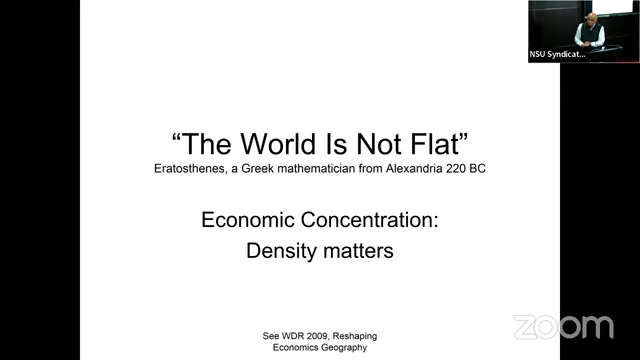 NSU Syndicat...
“The World Is Not Flat”
Eratosthenes, a Greek mathematician from Alexandria 220 BC
Economic Concentration:
Density matters
See WDR 2009, Reshaping
Economics Geography
zoom